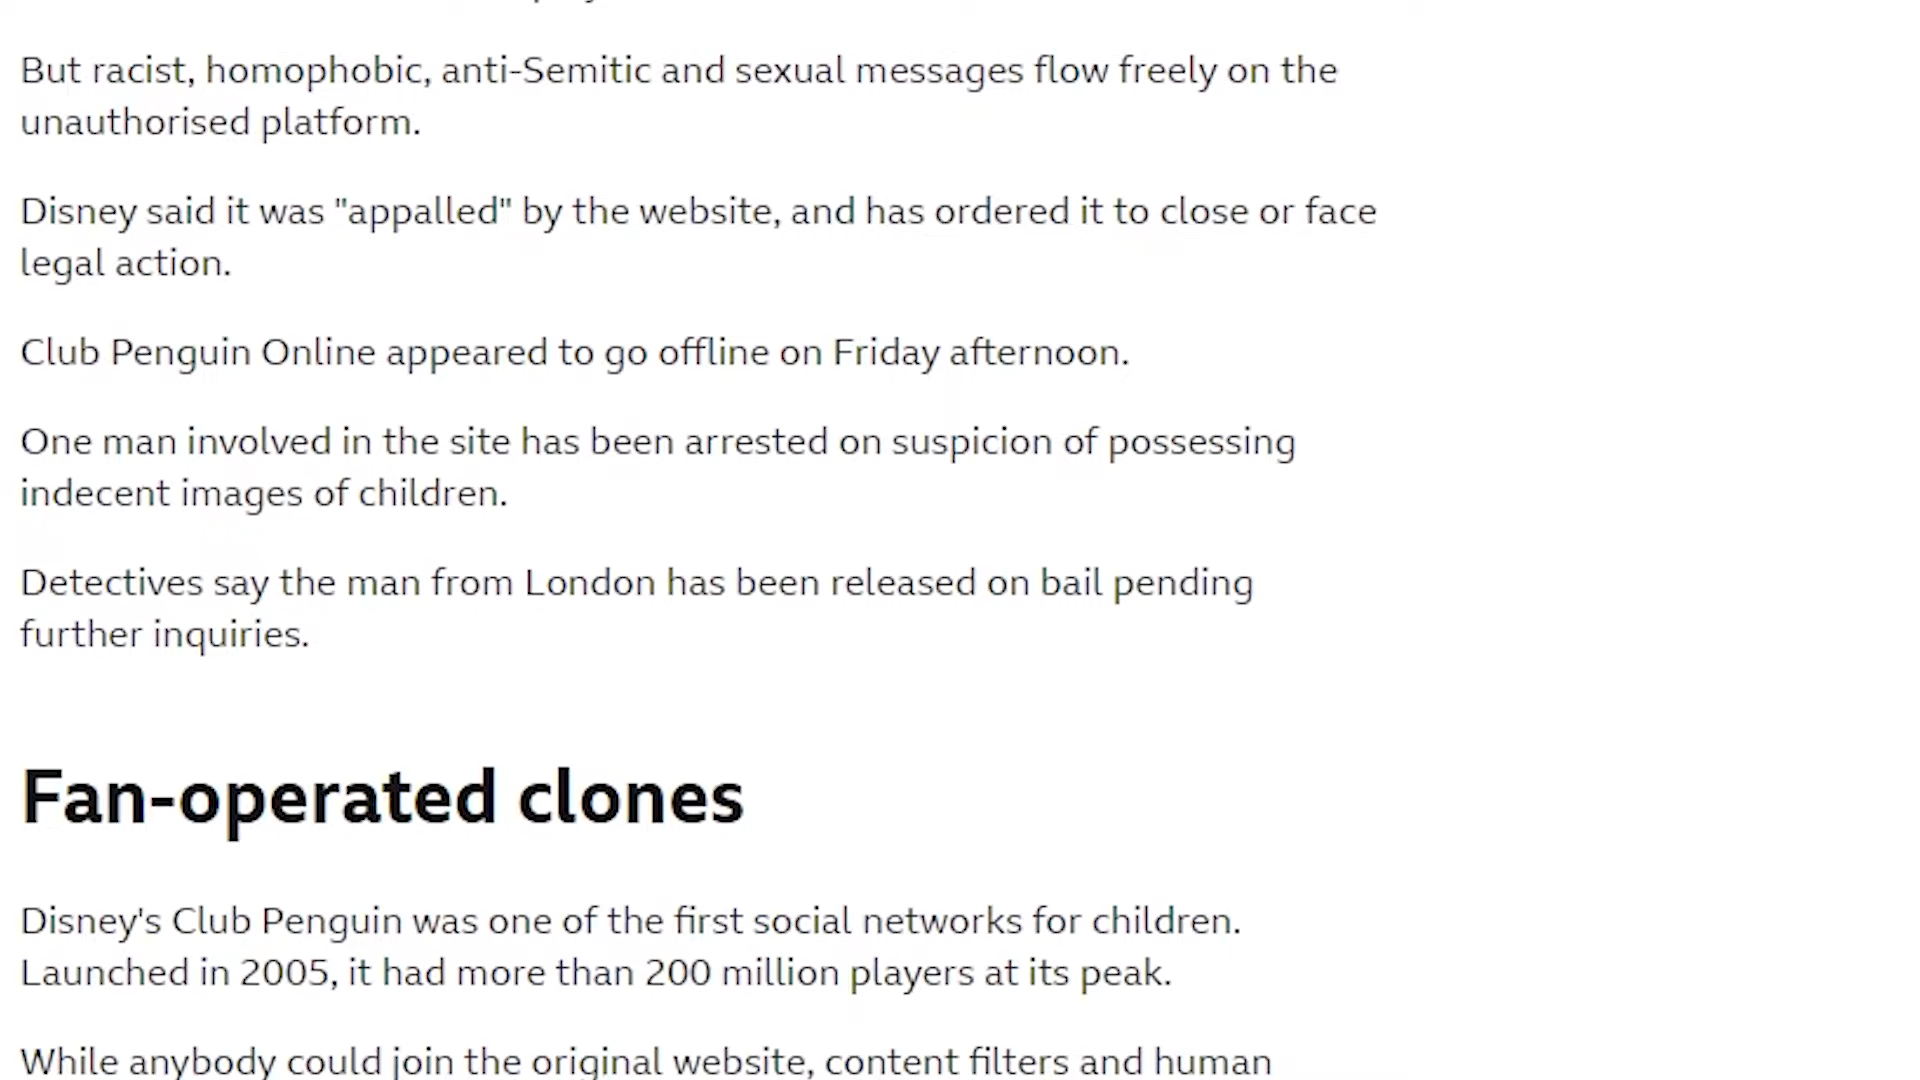 But racist, homophobic, anti-Semitic and sexual messages flow freely on the
unauthorised platform.
Disney said it was "appalled" by the website, and has ordered it to close or face
legal action.
Club Penguin Online appeared to go offline on Friday afternoon.
One man involved in the site has been arrested on suspicion of possessing
indecent images of children.
Detectives say the man from London has been released on bail pending
further inquiries.
Fan-operated clones
Disney's Club Penguin was one of the first social networks for children.
Launched in 2005, it had more than 200 million players at its peak.
While anybody could join the original website, content filters and human